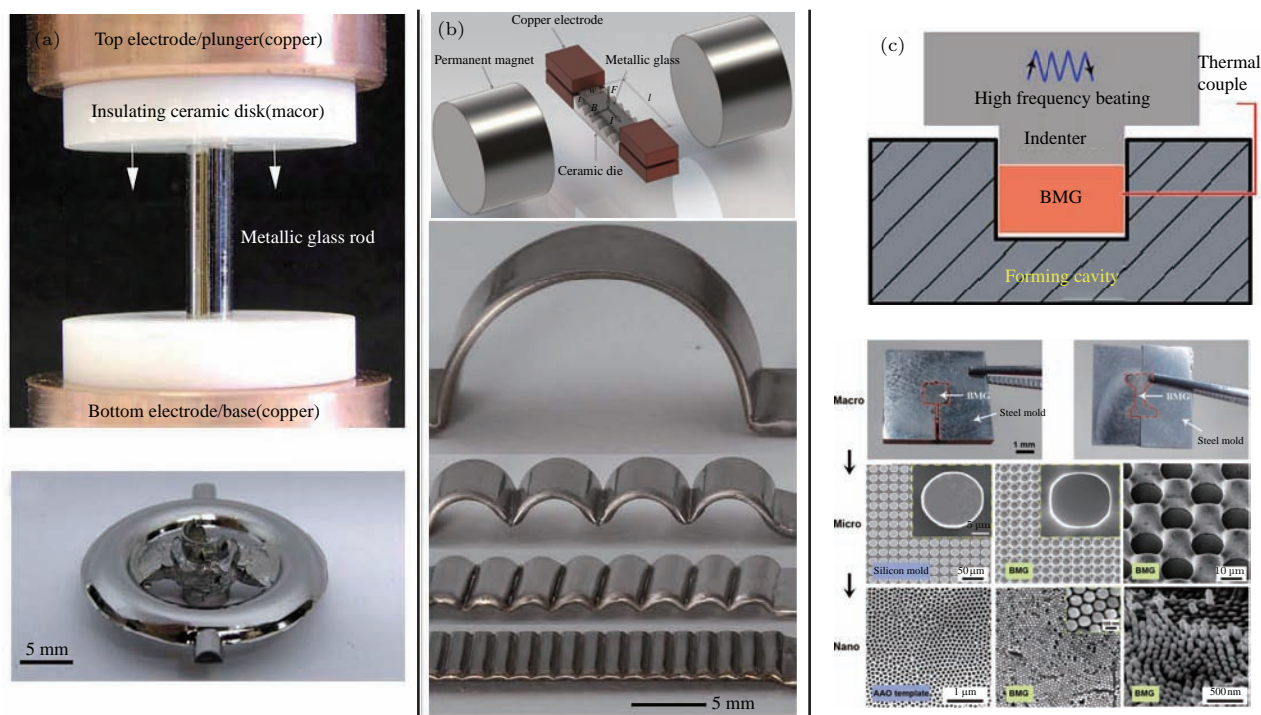 (a)
Top electrode/plunger(copper)
Insulating ceramic disk(macor)
Metallic glass rod
Bottom electrode/base(copper)
5 mm
(b)
Copper electrode
Permanent magnet
Metallic glass
F
B
I
l
Ceramic die
5 mm
(c)
Thermal
couple
High frequency beating
Indenter
BMG
Forming cavity
Macro
BMG
Steel mold
1 mm
BMG
Steel mold
Micro
5 μm
Silicon mold
50 μm
BMG
BMG
10 μm
Nano
AAO template
1 μm
BMG
BMG
500 nm